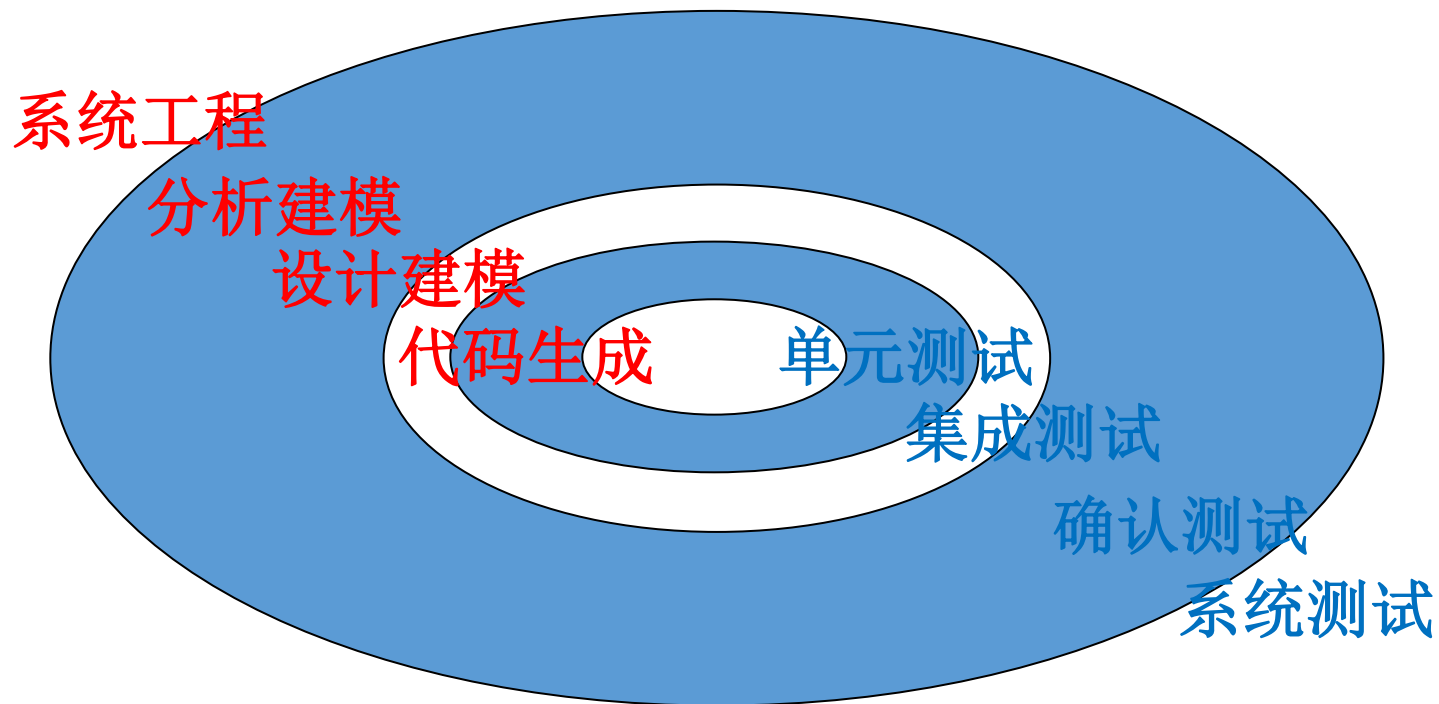 系统工程
分析建模
设计建模
代码生成
单元测试
集成测试
确认测试
系统测试